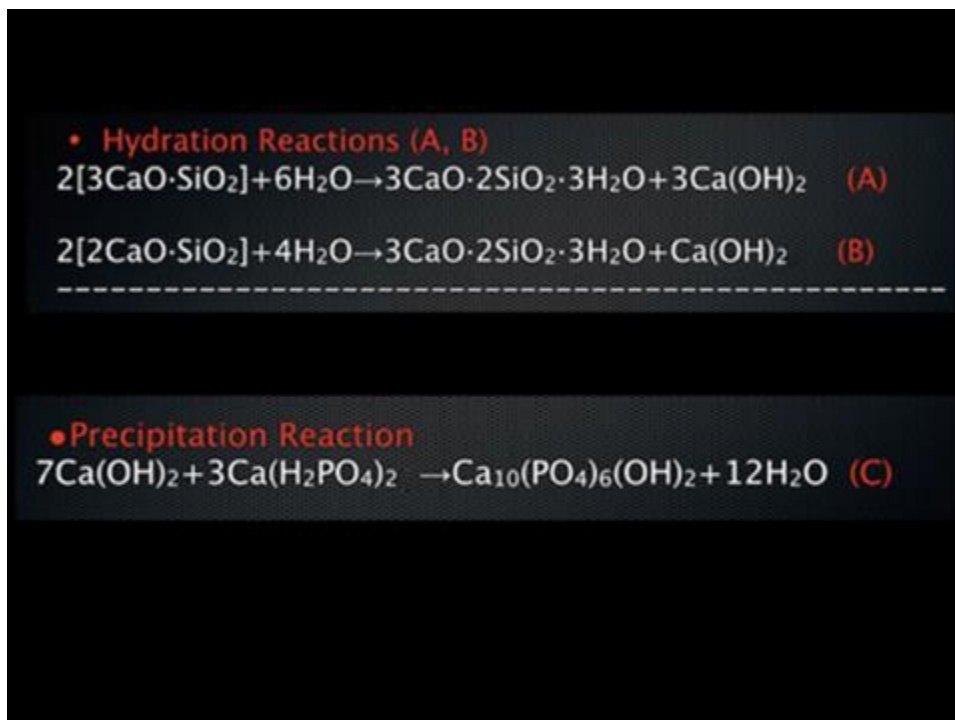 • Hydration Reactions (A, B)
2[3CaO·SiO₂]+6H₂O→3CaO·2SiO₂·3H₂O+3Ca(OH)₂ (A)
2[2CaO·SiO₂]+4H₂O→3CaO·2SiO₂·3H₂O+Ca(OH)₂ (B)
--------------------------------------------------
●Precipitation Reaction
7Ca(OH)₂+3Ca(H₂PO₄)₂ →Ca₁₀(PO₄)₆(OH)₂+12H₂O (C)